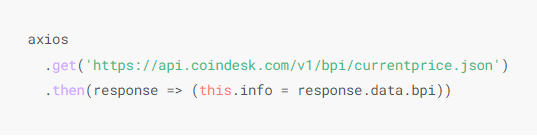 axios
  .get('https://api.coindesk.com/v1/bpi/currentprice.json')
  .then(response => (this.info = response.data.bpi))